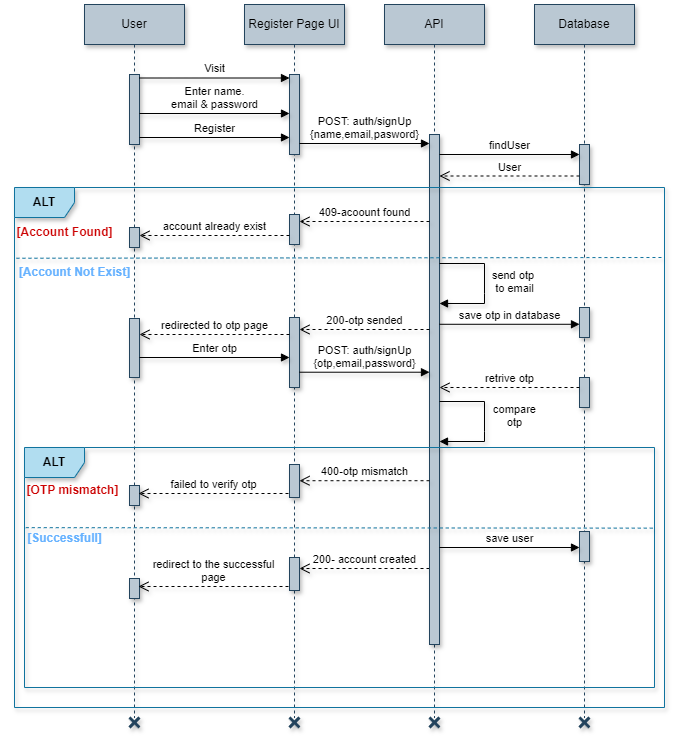 User
Register Page UI
API
Database
Visit
Enter name.
email & password
Register
POST: auth/signUp
{name,email,pasword}
findUser
User
ALT
[Account Found]
409-acoount found
account already exist
[Account Not Exist]
send otp
to email
save otp in database
200-otp sended
redirected to otp page
Enter otp
POST: auth/signUp
{otp,email,password}
retrive otp
compare
otp
ALT
[OTP mismatch]
400-otp mismatch
failed to verify otp
[Successfull]
save user
200- account created
redirect to the successful
page